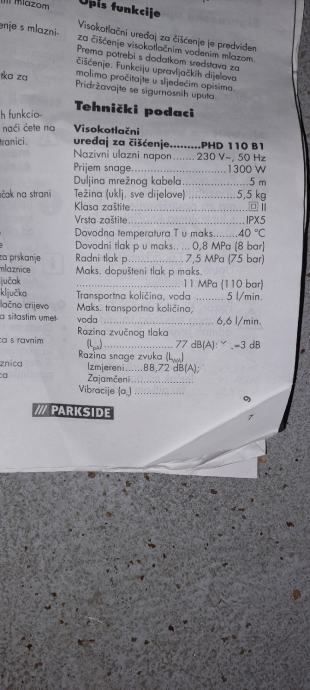 m mlazom
enje s mlazni-
tka za
h funkcio-
naći ćete na
tranici.
čak na strani
e
za prskanje
mlaznice
ijučak
ključka
lačno crijevo
a sitastim umet-
ca s ravnim
znica
ca
Opis funkcije
Visokotlačni uređaj za čišćenje je predviđen
za čišćenje visokotlačnim vodenim mlazom.
Prema potrebi s dodatkom sredstava za
čišćenje. Funkciju upravljačkih dijelova
molimo pročitajte u sljedećim opisima.
Pridržavajte se sigurnosnih uputa.
Tehnički podaci
Visokotlačni
uređaj za čišćenje.........PHD 110 B1
Nazivni ulazni napon...... 230 V~, 50 Hz
Prijem snage...................................1300 W
Duljina mrežnog kabela.....................5 m
Težina (uklj. sve dijelove) ...............5,5 kg
Klasa zaštite........................................ II
Vrsta zaštite....................................IPX5
Dovodna temperatura T u maks......40 °C
Dovodni tlak p u maks.... 0,8 MPa (8 bar)
Radni tlak p.................7,5 MPa (75 bar)
Maks. dopušteni tlak p maks.
............................11 MPa (110 bar)
Transportna količina, voda ........ 5 l/min.
Maks. transportna količina,
voda ..................................... 6,6 l/min.
Razina zvučnog tlaka
(LpA)........................77 dB(A); =3 dB
Razina snage zvuka (LWA)
Izmjereni......88,72 dB(A);
Zajamčeni.....................
Vibracije (a ) ................
/// PARKSIDE